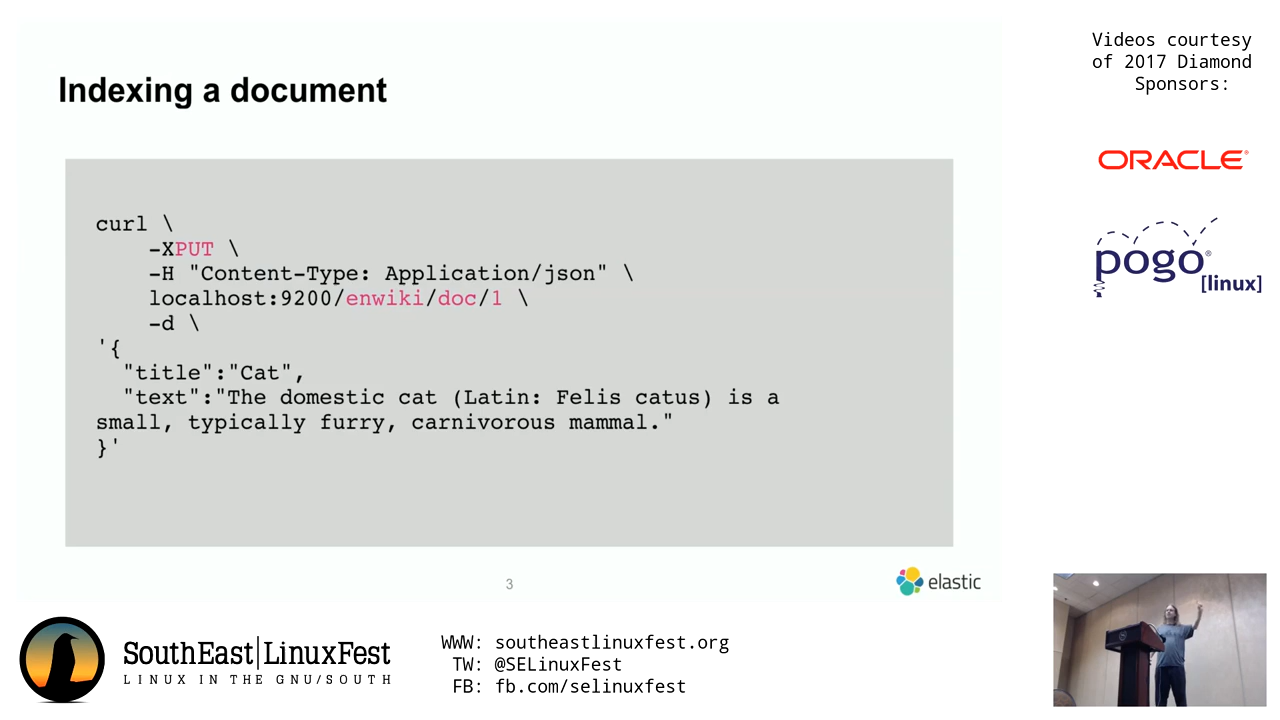 Videos courtesy
of 2017 Diamond
Sponsors:
Indexing a document
ORACLE®
curl \
-XPUT \
-H "Content-Type: Application/json" \
localhost:9200/enwiki/doc/1 \
-d \
'{
"title":"Cat",
"text":"The domestic cat (Latin: Felis catus) is a
small, typically furry, carnivorous mammal."
}'
pogo®
[linux]
3
elastic
SouthEast|LinuxFest
LINUX IN THE GNU/SOUTH
WWW: southeastlinuxfest.org
TW: @SELinuxFest
FB: fb.com/selinuxfest